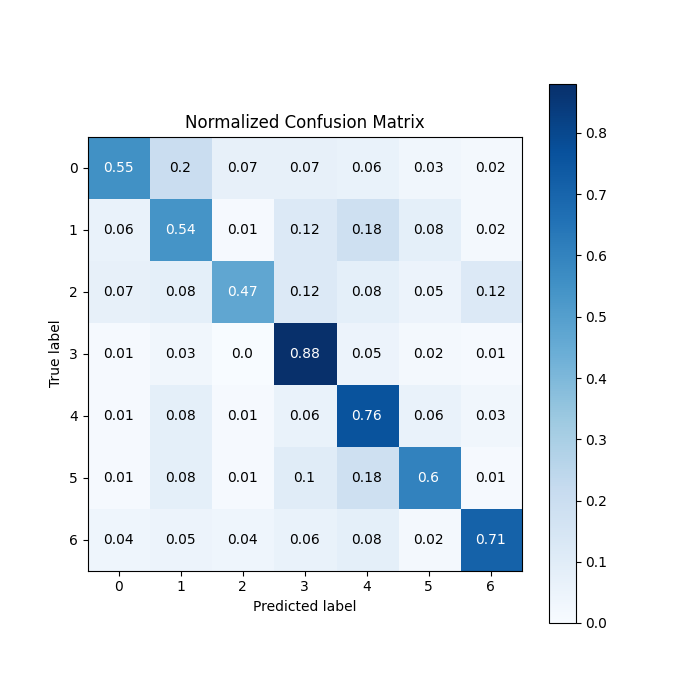 Normalized Confusion Matrix
True label
0 0.55 0.2 0.07 0.07 0.06 0.03 0.02
1 0.06 0.54 0.01 0.12 0.18 0.08 0.02
2 0.07 0.08 0.47 0.12 0.08 0.05 0.12
3 0.01 0.03 0.0 0.88 0.05 0.02 0.01
4 0.01 0.08 0.01 0.06 0.76 0.06 0.03
5 0.01 0.08 0.01 0.1 0.18 0.6 0.01
6 0.04 0.05 0.04 0.06 0.08 0.02 0.71
0 1 2 3 4 5 6
Predicted label
0.8
0.7
0.6
0.5
0.4
0.3
0.2
0.1
0.0